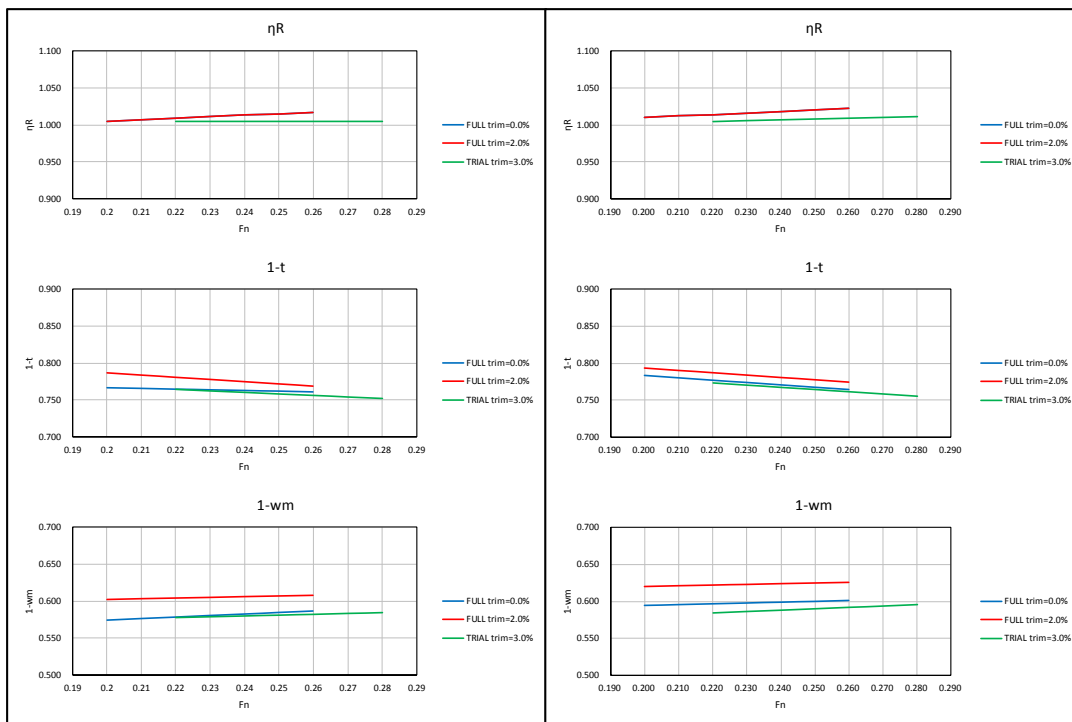 ηR
1.100
1.050
1.000
0.950
0.900
ηR
0.19 0.2 0.21 0.22 0.23 0.24 0.25 0.26 0.27 0.28 0.29
Fn
FULL trim=0.0%
FULL trim=2.0%
TRIAL trim=3.0%
1-t
0.900
0.850
0.800
0.750
0.700
1-t
0.19 0.2 0.21 0.22 0.23 0.24 0.25 0.26 0.27 0.28 0.29
Fn
FULL trim=0.0%
FULL trim=2.0%
TRIAL trim=3.0%
1-wm
0.700
0.650
0.600
0.550
0.500
1-wm
0.19 0.2 0.21 0.22 0.23 0.24 0.25 0.26 0.27 0.28 0.29
Fn
FULL trim=0.0%
FULL trim=2.0%
TRIAL trim=3.0%
ηR
1.100
1.050
1.000
0.950
0.900
ηR
0.190 0.200 0.210 0.220 0.230 0.240 0.250 0.260 0.270 0.280 0.290
Fn
FULL trim=0.0%
FULL trim=2.0%
TRIAL trim=3.0%
1-t
0.900
0.850
0.800
0.750
0.700
1-t
0.190 0.200 0.210 0.220 0.230 0.240 0.250 0.260 0.270 0.280 0.290
Fn
FULL trim=0.0%
FULL trim=2.0%
TRIAL trim=3.0%
1-wm
0.700
0.650
0.600
0.550
0.500
1-wm
0.190 0.200 0.210 0.220 0.230 0.240 0.250 0.260 0.270 0.280 0.290
Fn
FULL trim=0.0%
FULL trim=2.0%
TRIAL trim=3.0%